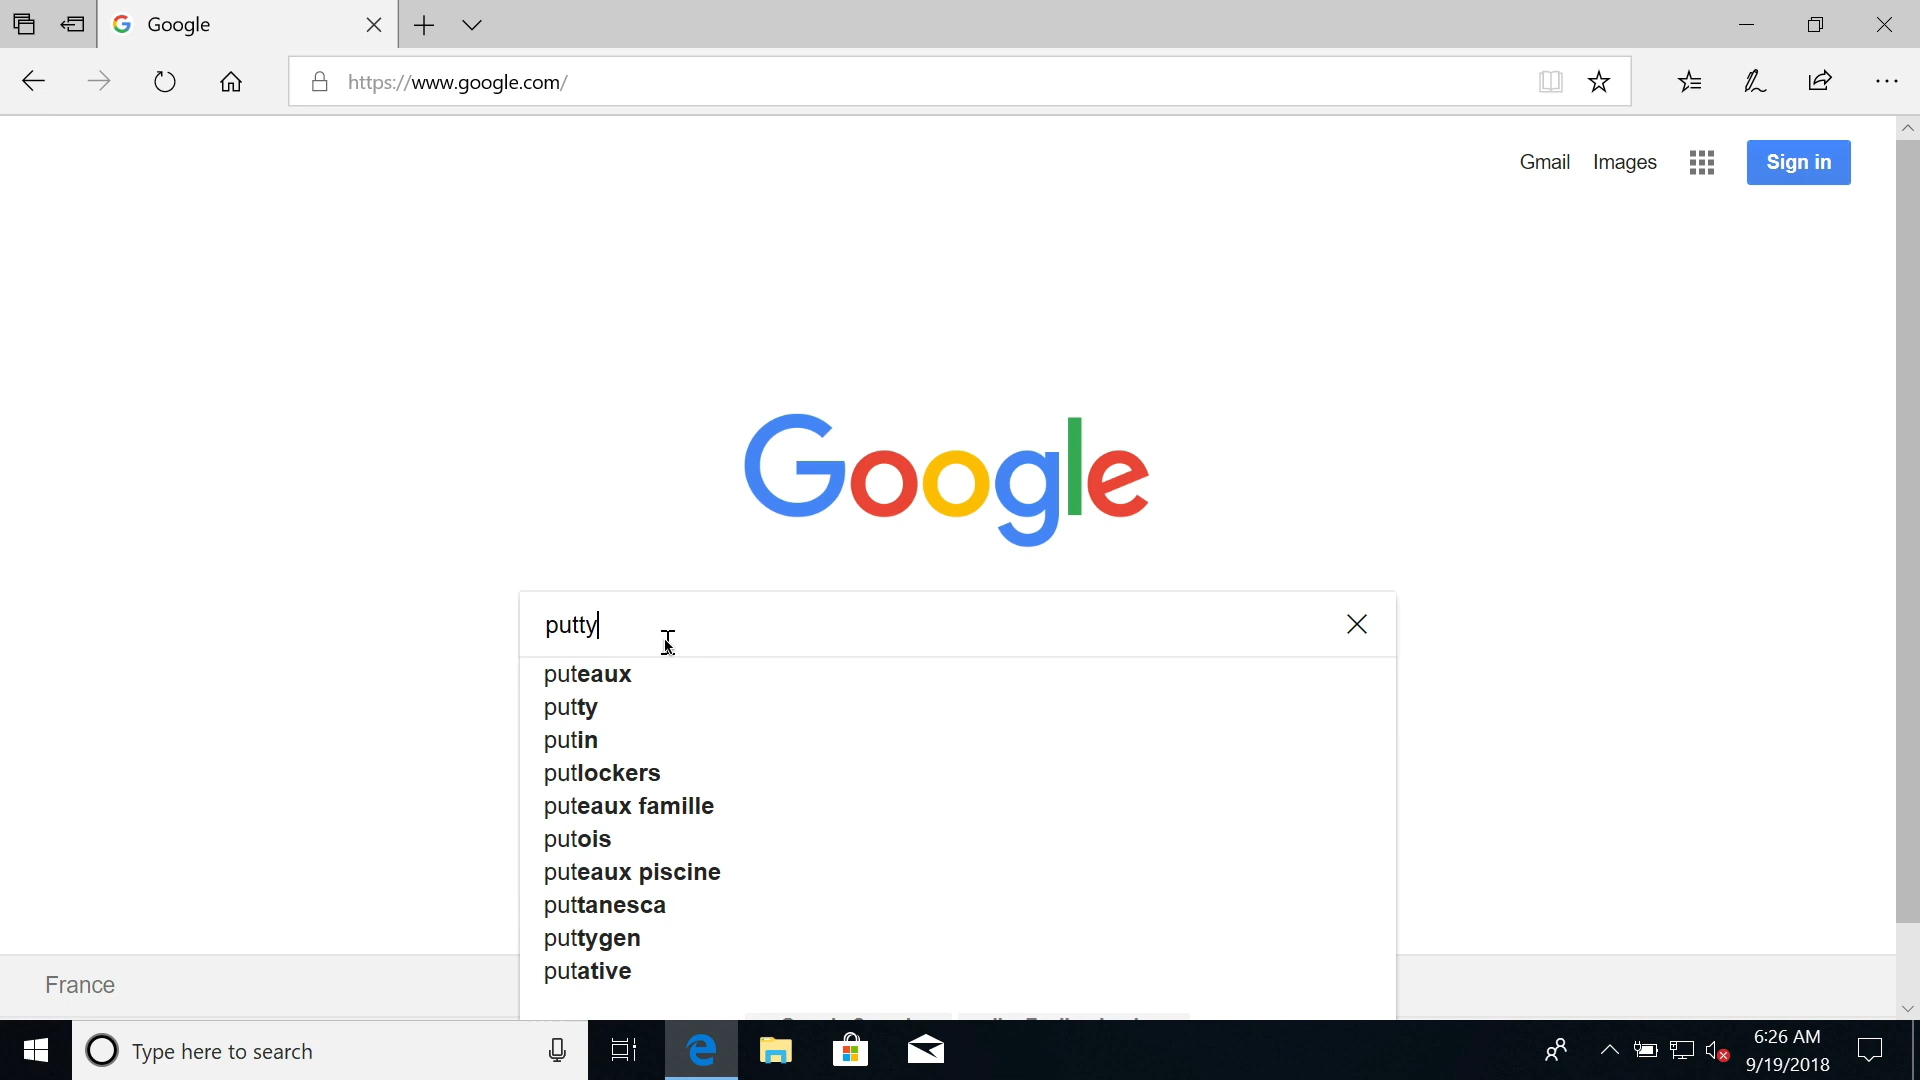 Google
https://www.google.com/
Gmail Images Sign in
Google
putty
puteaux
putty
putin
putlockers
puteaux famille
putois
puteaux piscine
puttanesca
puttygen
putative
France
Type here to search
6:26 AM
9/19/2018